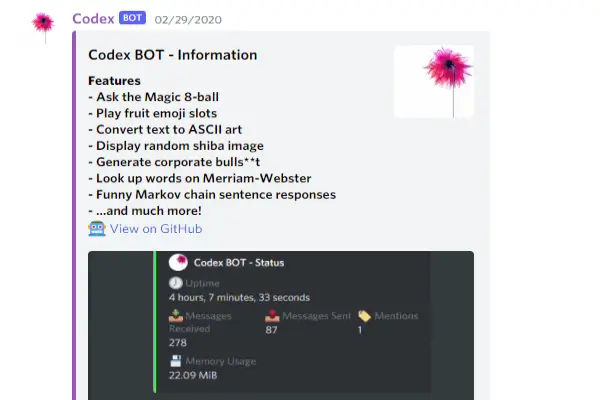 Codex BOT 02/29/2020
Codex BOT - Information
Features
- Ask the Magic 8-ball
- Play fruit emoji slots
- Convert text to ASCII art
- Display random shiba image
- Generate corporate bulls**t
- Look up words on Merriam-Webster
- Funny Markov chain sentence responses
- ...and much more!
View on GitHub
Codex BOT - Status
Uptime
4 hours, 7 minutes, 33 seconds
Messages Received
278
Messages Sent
87
Mentions
1
Memory Usage
22.09 MiB